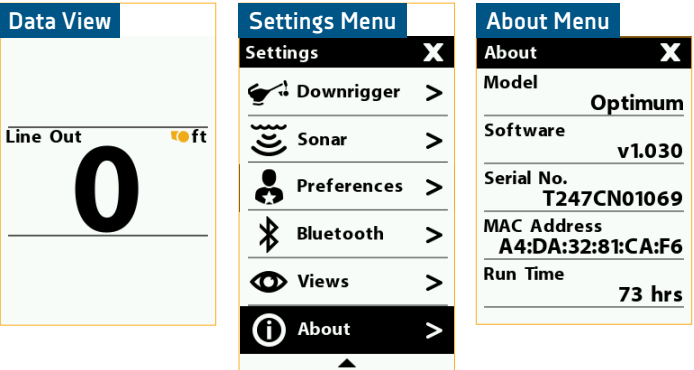 Data View
Line Out ft
0
Settings Menu
Settings X
Downrigger >
Sonar >
Preferences >
Bluetooth >
Views >
About >
About Menu
About X
Model
Optimum
Software
v1.030
Serial No.
T247CN01069
MAC Address
A4:DA:32:81:CA:F6
Run Time
73 hrs